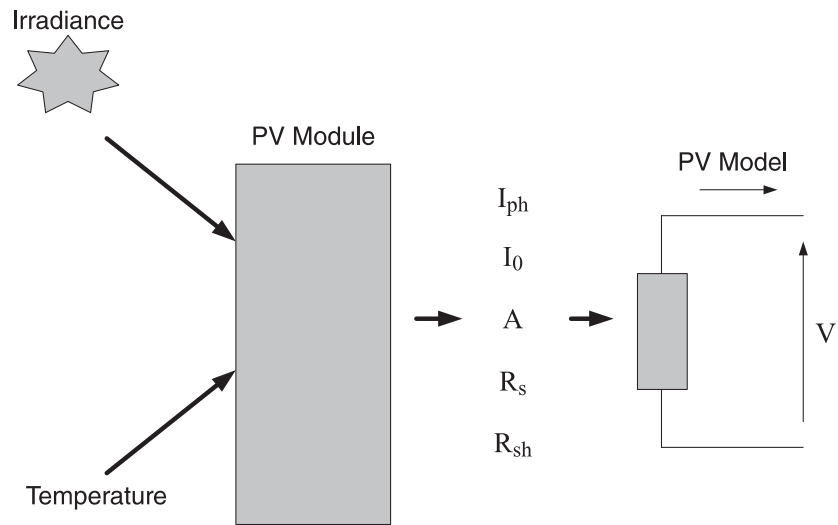 Irradiance
PV Module
PV Model
I_ph
I_0
A
R_s
R_sh
V
Temperature